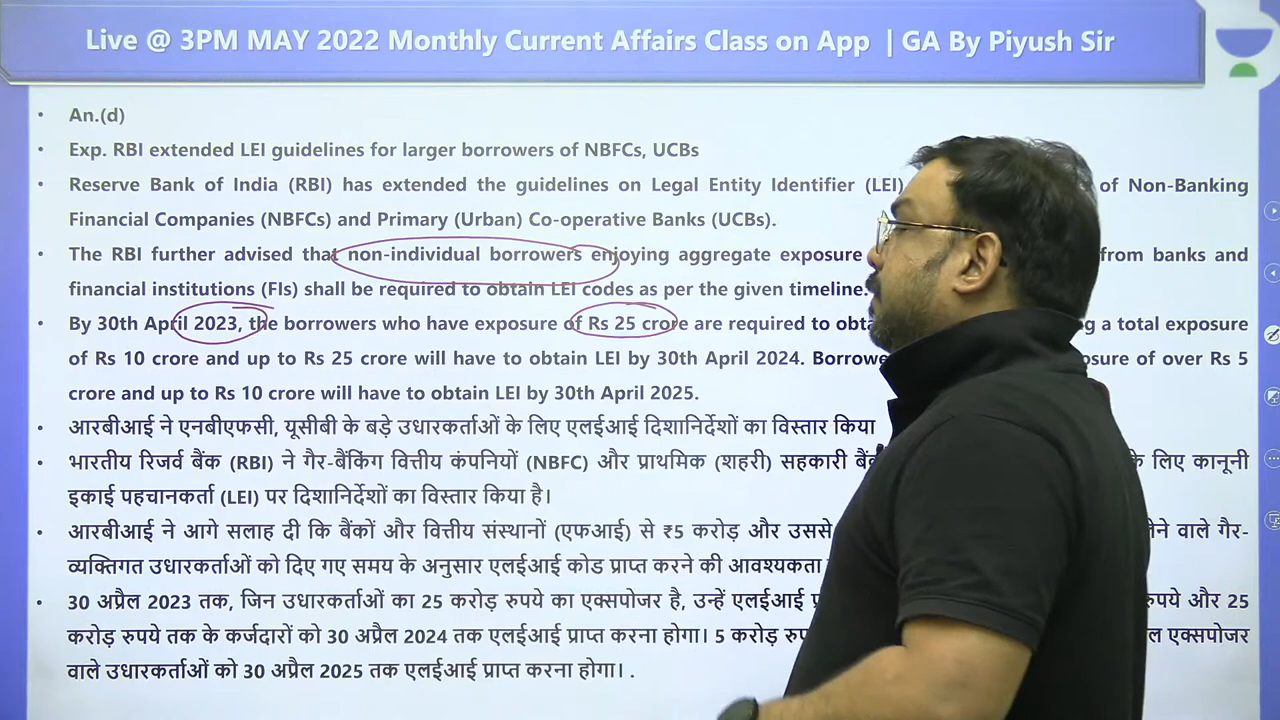 Live @ 3PM MAY 2022 Monthly Current Affairs Class on App | GA By Piyush Sir
• An.(d)
• Exp. RBI extended LEI guidelines for larger borrowers of NBFCs, UCBs
• Reserve Bank of India (RBI) has extended the guidelines on Legal Entity Identifier (LEI) of Non-Banking
Financial Companies (NBFCs) and Primary (Urban) Co-operative Banks (UCBs).
• The RBI further advised that non-individual borrowers enjoying aggregate exposure from banks and
financial institutions (FIs) shall be required to obtain LEI codes as per the given timeline.
• By 30th April 2023, the borrowers who have exposure of Rs 25 crore are required to a total exposure
of Rs 10 crore and up to Rs 25 crore will have to obtain LEI by 30th April 2024. of over Rs 5
crore and up to Rs 10 crore will have to obtain LEI by 30th April 2025.
• आरबीआई ने एनबीएफसी, यूसीबी के बड़े उधारकर्ताओं के लिए एलईआई दिशानिर्देशों का विस्तार किया
• भारतीय रिजर्व बैंक (RBI) ने गैर-बैंकिंग वित्तीय कंपनियों (NBFC) और प्राथमिक (शहरी) सहकारी लिए कानूनी
इकाई पहचानकर्ता (LEI) पर दिशानिर्देशों का विस्तार किया है।
• आरबीआई ने आगे सलाह दी कि बैंकों और वित्तीय संस्थानों (एफआई) से ₹5 करोड़ और उससे वाले गैर-
व्यक्तिगत उधारकर्ताओं को दिए गए समय के अनुसार एलईआई कोड प्राप्त करने की आवश्यकता
• 30 अप्रैल 2023 तक, जिन उधारकर्ताओं का 25 करोड़ रुपये का एक्सपोजर है, उन्हें एलईआई और 25
करोड़ रुपये तक के कर्जदारों को 30 अप्रैल 2024 तक एलईआई प्राप्त करना होगा। 5 करोड़ एक्सपोजर
वाले उधारकर्ताओं को 30 अप्रैल 2025 तक एलईआई प्राप्त करना होगा। .